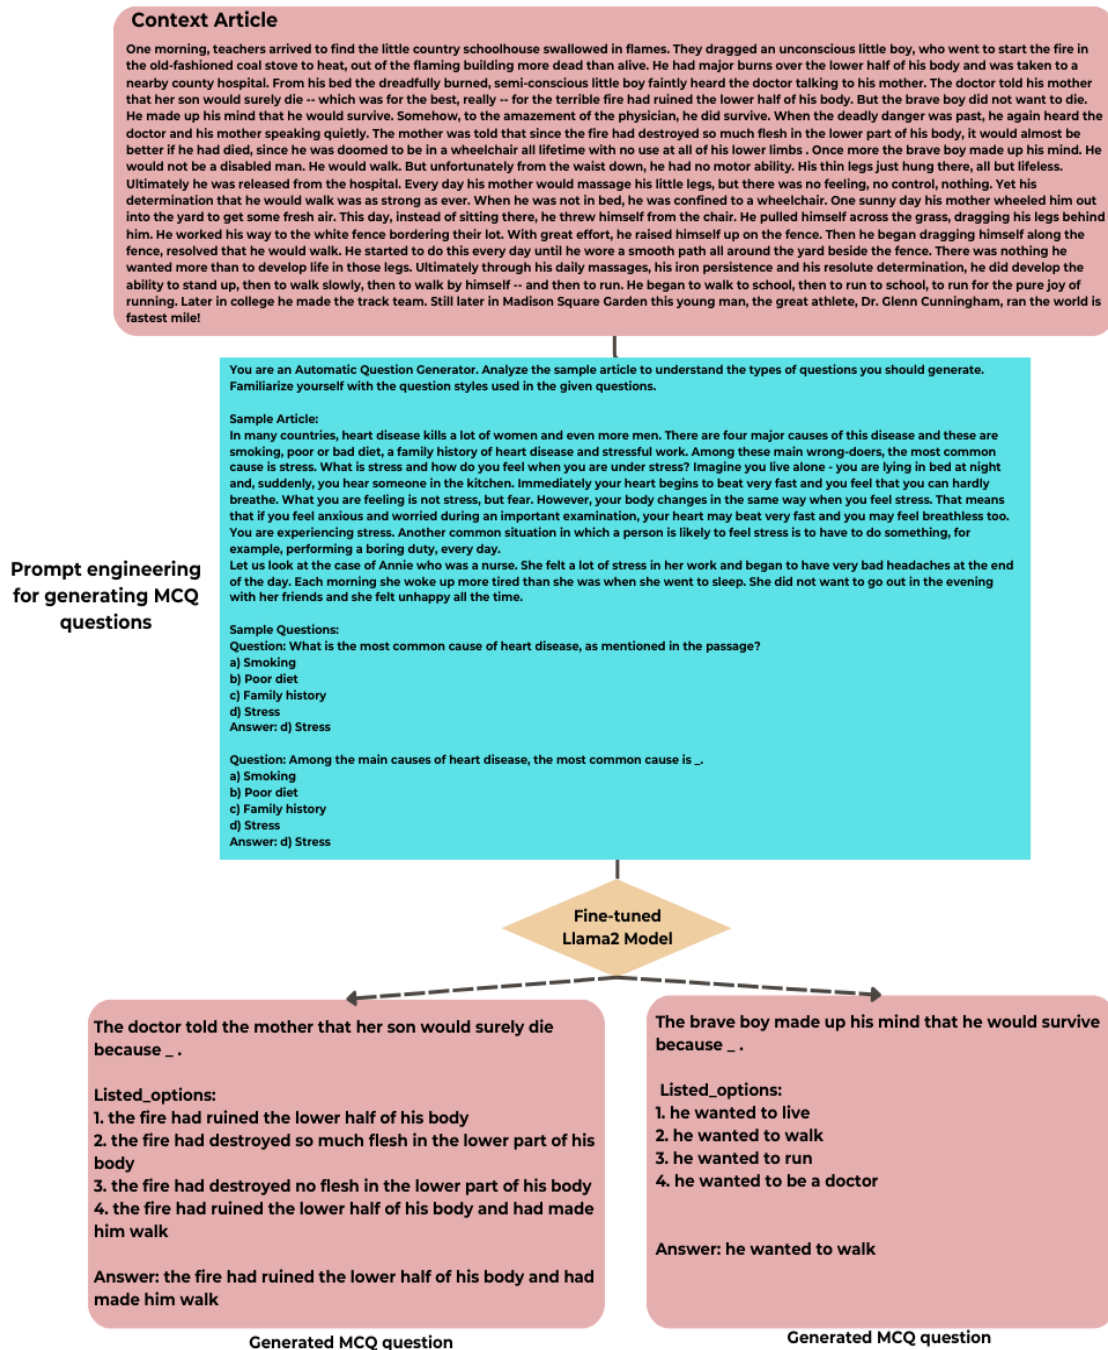 Context Article
One morning, teachers arrived to find the little country schoolhouse swallowed in flames. They dragged an unconscious little boy, who went to start the fire in
the old-fashioned coal stove to heat, out of the flaming building more dead than alive. He had major burns over the lower half of his body and was taken to a
nearby county hospital. From his bed the dreadfully burned, semi-conscious little boy faintly heard the doctor talking to his mother. The doctor told his mother
that her son would surely die -- which was for the best, really -- for the terrible fire had ruined the lower half of his body. But the brave boy did not want to die.
He made up his mind that he would survive. Somehow, to the amazement of the physician, he did survive. When the deadly danger was past, he again heard the
doctor and his mother speaking quietly. The mother was told that since the fire had destroyed so much flesh in the lower part of his body, it would almost be
better if he had died, since he was doomed to be in a wheelchair all lifetime with no use at all of his lower limbs . Once more the brave boy made up his mind. He
would not be a disabled man. He would walk. But unfortunately from the waist down, he had no motor ability. His thin legs just hung there, all but lifeless.
Ultimately he was released from the hospital. Every day his mother would massage his little legs, but there was no feeling, no control, nothing. Yet his
determination that he would walk was as strong as ever. When he was not in bed, he was confined to a wheelchair. One sunny day his mother wheeled him out
into the yard to get some fresh air. This day, instead of sitting there, he threw himself from the chair. He pulled himself across the grass, dragging his legs behind
him. He worked his way to the white fence bordering their lot. With great effort, he raised himself up on the fence. Then he began dragging himself along the
fence, resolved that he would walk. He started to do this every day until he wore a smooth path all around the yard beside the fence. There was nothing he
wanted more than to develop life in those legs. Ultimately through his daily massages, his iron persistence and his resolute determination, he did develop the
ability to stand up, then to walk slowly, then to walk by himself -- and then to run. He began to walk to school, then to run to school, to run for the pure joy of
running. Later in college he made the track team. Still later in Madison Square Garden this young man, the great athlete, Dr. Glenn Cunningham, ran the world is
fastest mile!
You are an Automatic Question Generator. Analyze the sample article to understand the types of questions you should generate.
Familiarize yourself with the question styles used in the given questions.
Sample Article:
In many countries, heart disease kills a lot of women and even more men. There are four major causes of this disease and these are
smoking, poor or bad diet, a family history of heart disease and stressful work. Among these main wrong-doers, the most common
cause is stress. What is stress and how do you feel when you are under stress? Imagine you live alone - you are lying in bed at night
and, suddenly, you hear someone in the kitchen. Immediately your heart begins to beat very fast and you feel that you can hardly
breathe. What you are feeling is not stress, but fear. However, your body changes in the same way when you feel stress. That means
that if you feel anxious and worried during an important examination, your heart may beat very fast and you may feel breathless too.
You are experiencing stress. Another common situation in which a person is likely to feel stress is to have to do something, for
example, performing a boring duty, every day.
Let us look at the case of Annie who was a nurse. She felt a lot of stress in her work and began to have very bad headaches at the end
of the day. Each morning she woke up more tired than she was when she went to sleep. She did not want to go out in the evening
with her friends and she felt unhappy all the time.
Sample Questions:
Question: What is the most common cause of heart disease, as mentioned in the passage?
a) Smoking
b) Poor diet
c) Family history
d) Stress
Answer: d) Stress
Question: Among the main causes of heart disease, the most common cause is _.
a) Smoking
b) Poor diet
c) Family history
d) Stress
Answer: d) Stress
Prompt engineering
for generating MCQ
questions
Fine-tuned
Llama2 Model
The doctor told the mother that her son would surely die
because _ .
Listed_options:
1. the fire had ruined the lower half of his body
2. the fire had destroyed so much flesh in the lower part of his
body
3. the fire had destroyed no flesh in the lower part of his body
4. the fire had ruined the lower half of his body and had made
him walk
Answer: the fire had ruined the lower half of his body and had
made him walk
Generated MCQ question
The brave boy made up his mind that he would survive
because _ .
Listed_options:
1. he wanted to live
2. he wanted to walk
3. he wanted to run
4. he wanted to be a doctor
Answer: he wanted to walk
Generated MCQ question